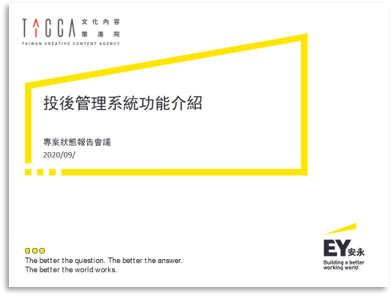 TAICCA 文化內容
策進院
TAIWAN CREATIVE CONTENT AGENCY
投後管理系統功能介紹
專案狀態報告會議
2020/09/
The better the question. The better the answer.
The better the world works.
EY安永
Building a better
working world